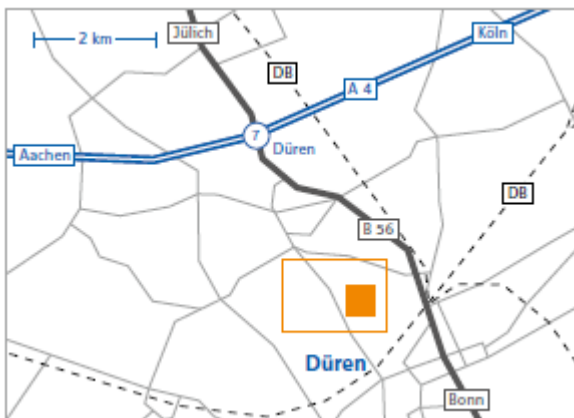 Jülich
Köln
2 km
DB
A 4
7
Düren
Aachen
DB
B 56
Düren
Bonn